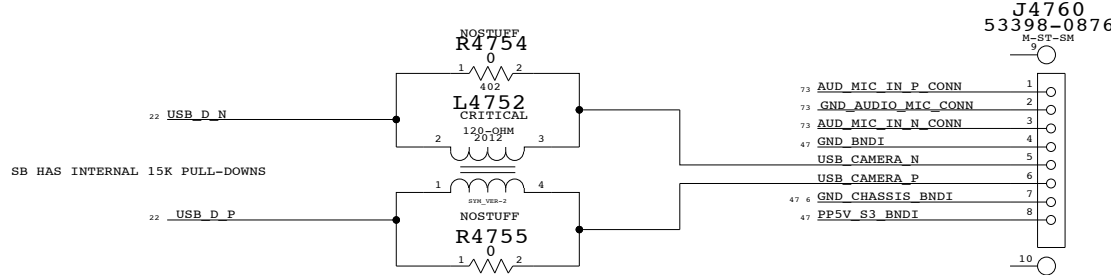 J4760
53398-0876
M-ST-SM
9
NOSTUFF
R4754
0
1 2
402
L4752
CRITICAL
120-OHM
2012
2 3
22 USB_D_N
SB HAS INTERNAL 15K PULL-DOWNS
1 4
SYM_VER-2
22 USB_D_P
NOSTUFF
R4755
0
1 2
73 AUD_MIC_IN_P_CONN 1
73 GND_AUDIO_MIC_CONN 2
73 AUD_MIC_IN_N_CONN 3
47 GND_BNDI 4
USB_CAMERA_N 5
USB_CAMERA_P 6
47 6 GND_CHASSIS_BNDI 7
47 PP5V_S3_BNDI 8
10